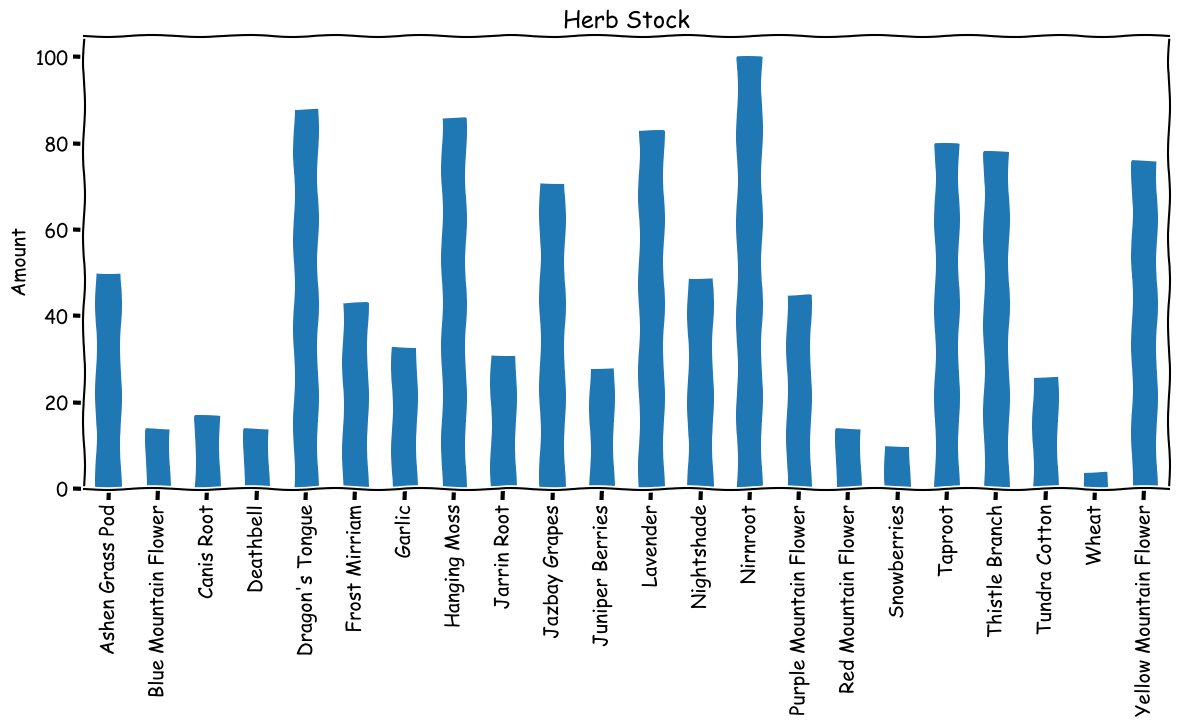 Herb Stock
Amount
100
80
60
40
20
0
Ashen Grass Pod
Blue Mountain Flower
Canis Root
Deathbell
Dragon's Tongue
Frost Mirriam
Garlic
Hanging Moss
Jarrin Root
Jazbay Grapes
Juniper Berries
Lavender
Nightshade
Nirnroot
Purple Mountain Flower
Red Mountain Flower
Snowberries
Taproot
Thistle Branch
Tundra Cotton
Wheat
Yellow Mountain Flower